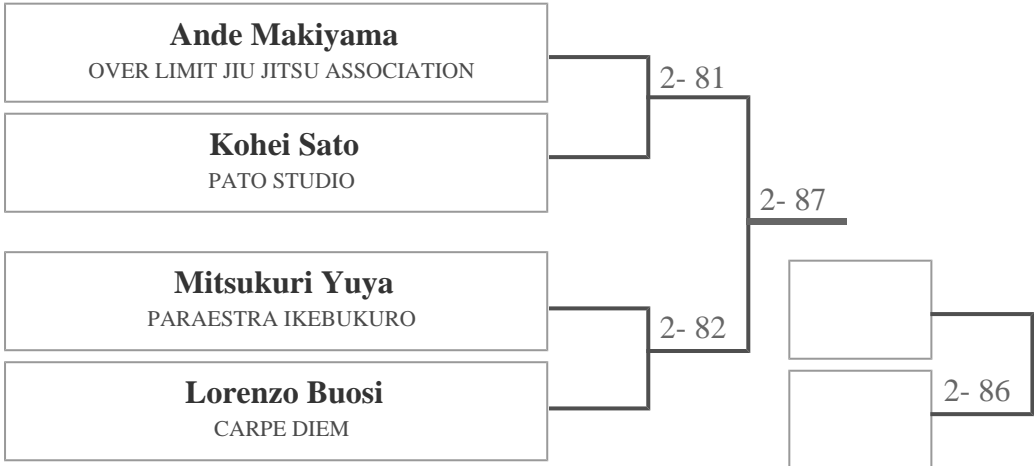 Ande Makiyama
OVER LIMIT JIU JITSU ASSOCIATION
2- 81
Kohei Sato
PATO STUDIO
2- 87
Mitsukuri Yuya
PARAESTRA IKEBUKURO
2- 82
Lorenzo Buosi
CARPE DIEM
2- 86